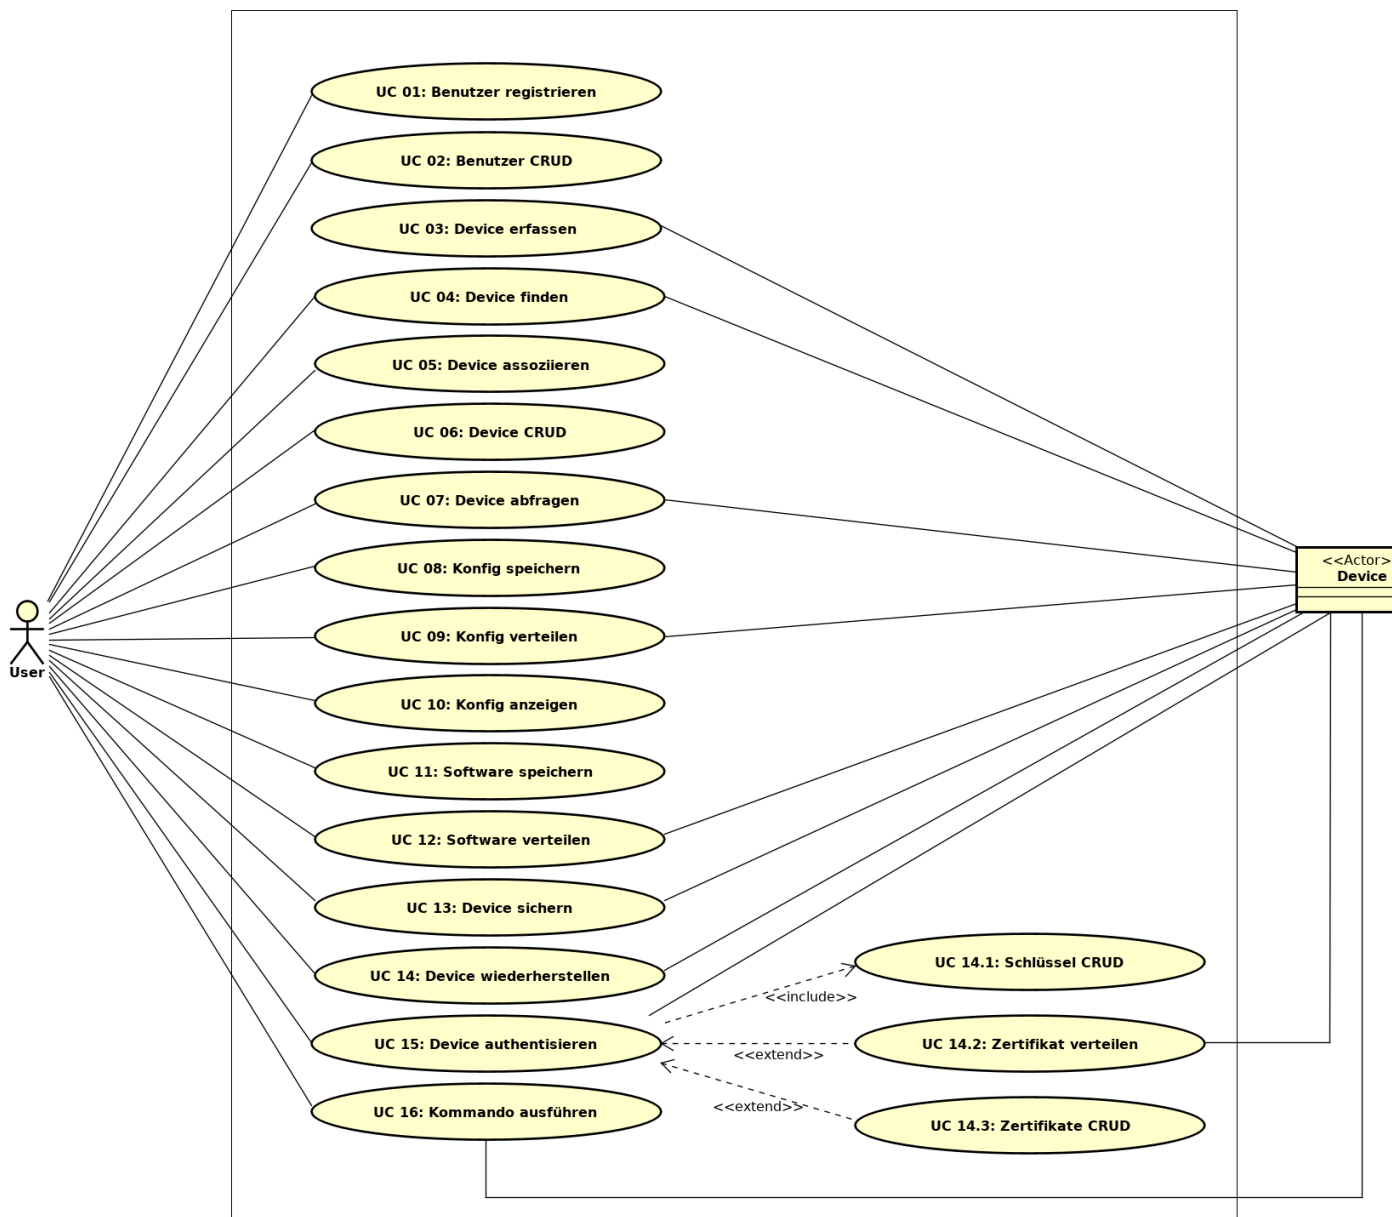 UC 01: Benutzer registrieren
UC 02: Benutzer CRUD
UC 03: Device erfassen
UC 04: Device finden
UC 05: Device assoziieren
UC 06: Device CRUD
UC 07: Device abfragen
UC 08: Konfig speichern
UC 09: Konfig verteilen
UC 10: Konfig anzeigen
UC 11: Software speichern
UC 12: Software verteilen
UC 13: Device sichern
UC 14: Device wiederherstellen
UC 15: Device authentisieren
UC 16: Kommando ausführen
User
<<Actor>
Device
UC 14.1: Schlüssel CRUD
<<include>>
UC 14.2: Zertifikat verteilen
<<extend>>
<<extend>>
UC 14.3: Zertifikate CRUD